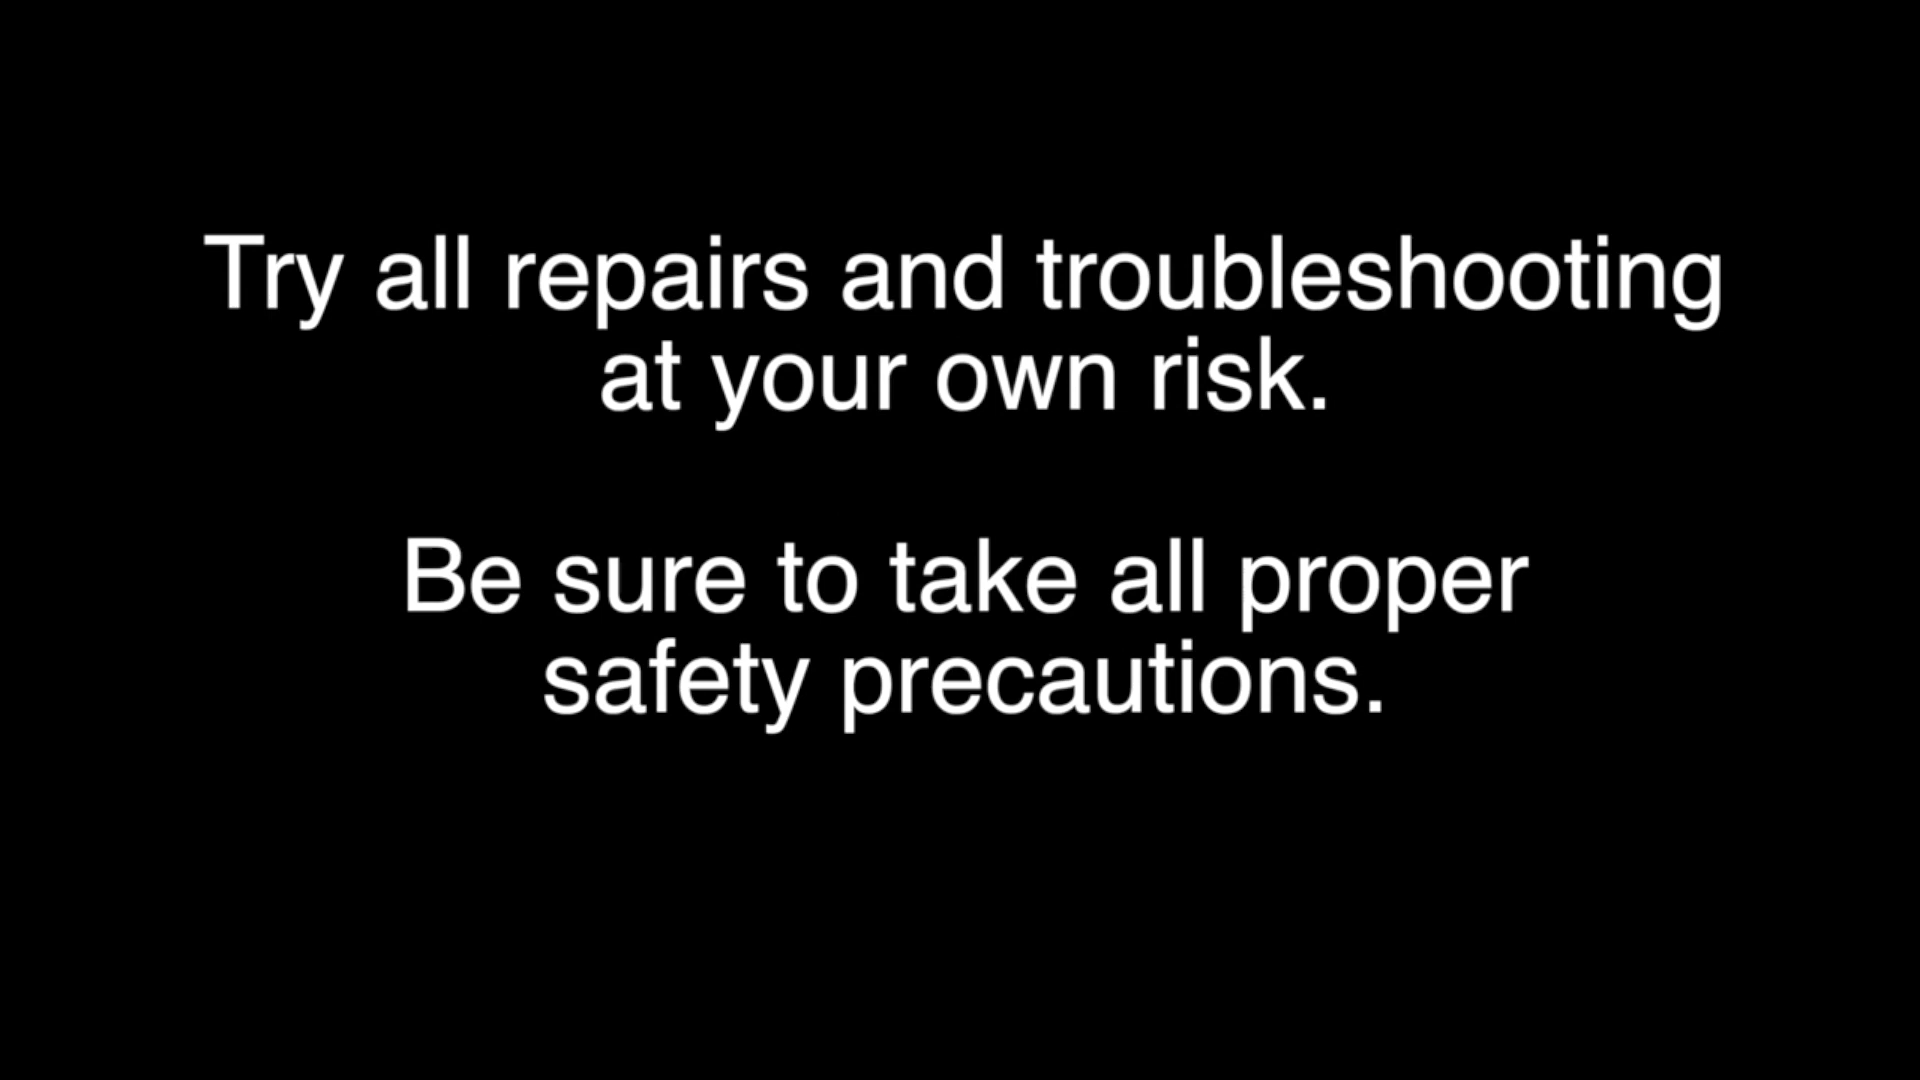 Try all repairs and troubleshooting
at your own risk.
Be sure to take all proper
safety precautions.